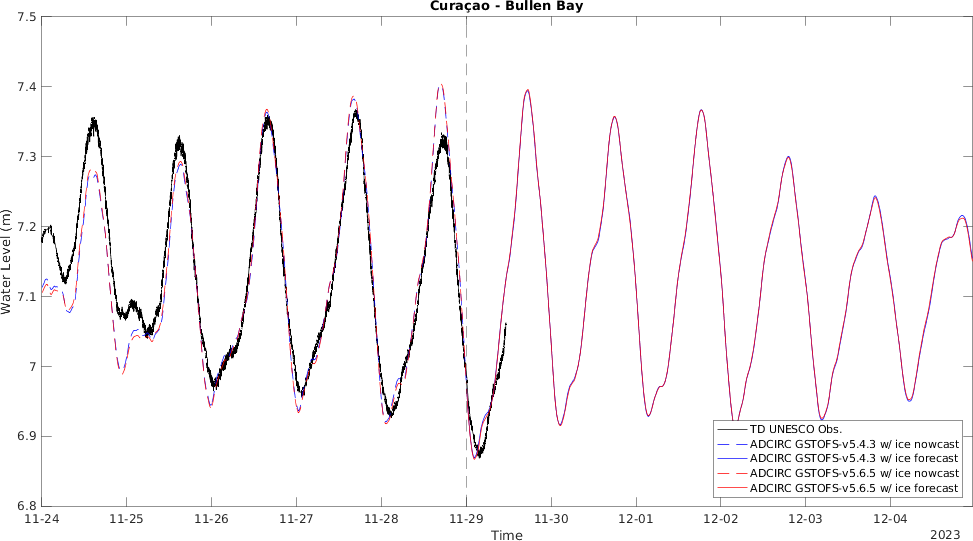 Curaçao - Bullen Bay
7.5
7.4
7.3
7.2
7.1
7
6.9
6.8
Water Level (m)
TD UNESCO Obs.
ADCIRC GSTOFS-v5.4.3 w/ ice nowcast
ADCIRC GSTOFS-v5.4.3 w/ ice forecast
ADCIRC GSTOFS-v5.6.5 w/ ice nowcast
ADCIRC GSTOFS-v5.6.5 w/ ice forecast
11-24 11-25 11-26 11-27 11-28 11-29 11-30 12-01 12-02 12-03 12-04
Time
2023